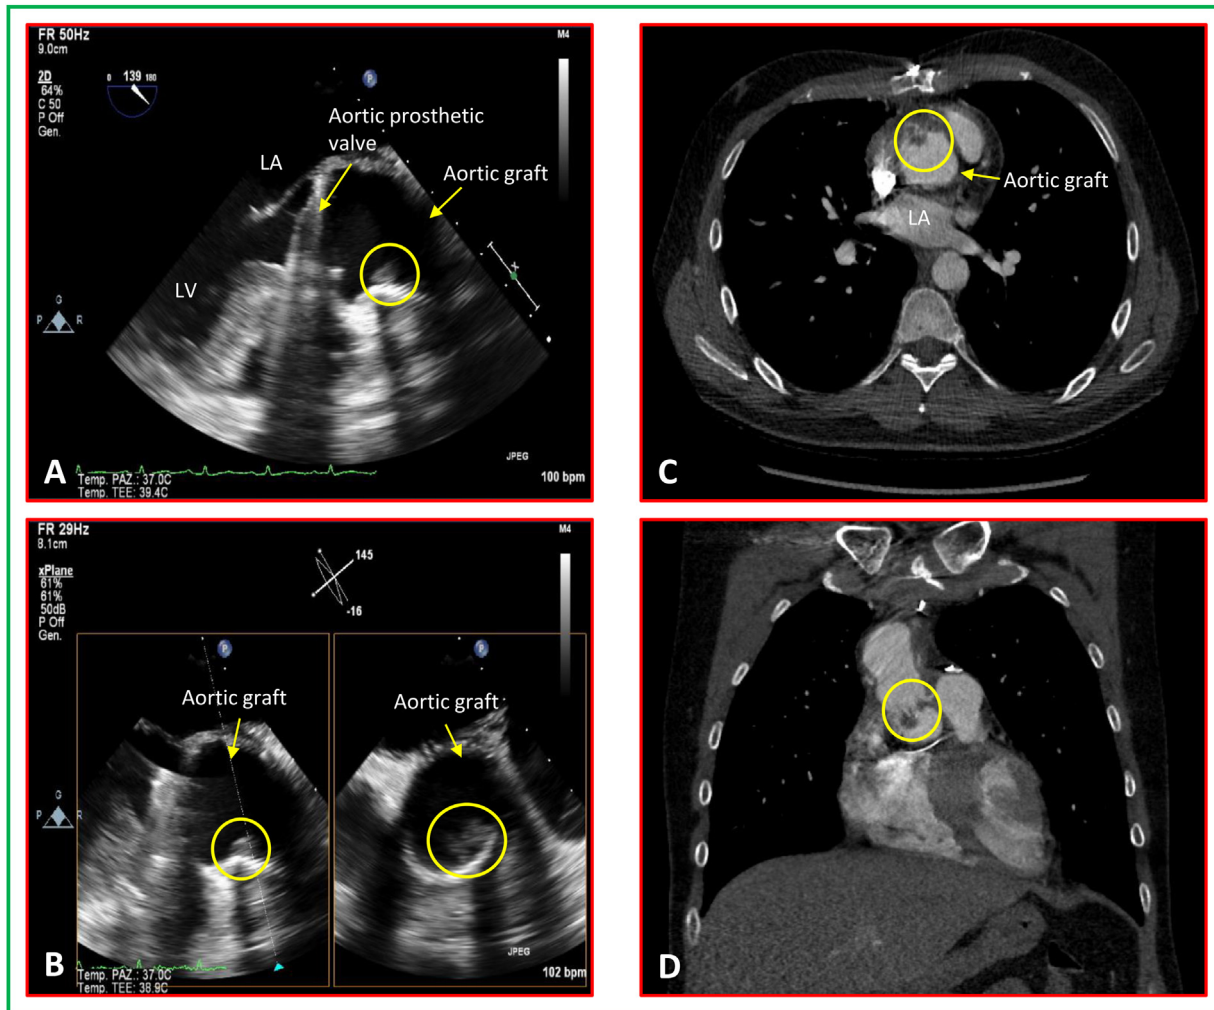 FR 50Hz
9.0cm
M4
2D
64%
C 50
P Off
Gen.
0 139 180
P
Aortic prosthetic
valve
LA
Aortic graft
LV
G
P R
JPEG
A
Temp. PAZ.: 37.0C
Temp. TEE: 39.4C
100 bpm
Aortic graft
LA
C
FR 29Hz
8.1cm
M4
xPlane
61%
61%
50dB
P Off
Gen.
145
-16
P
P
Aortic graft
Aortic graft
G
P R
JPEG
B
Temp. PAZ.: 37.0C
Temp. TEE: 38.9C
102 bpm
D